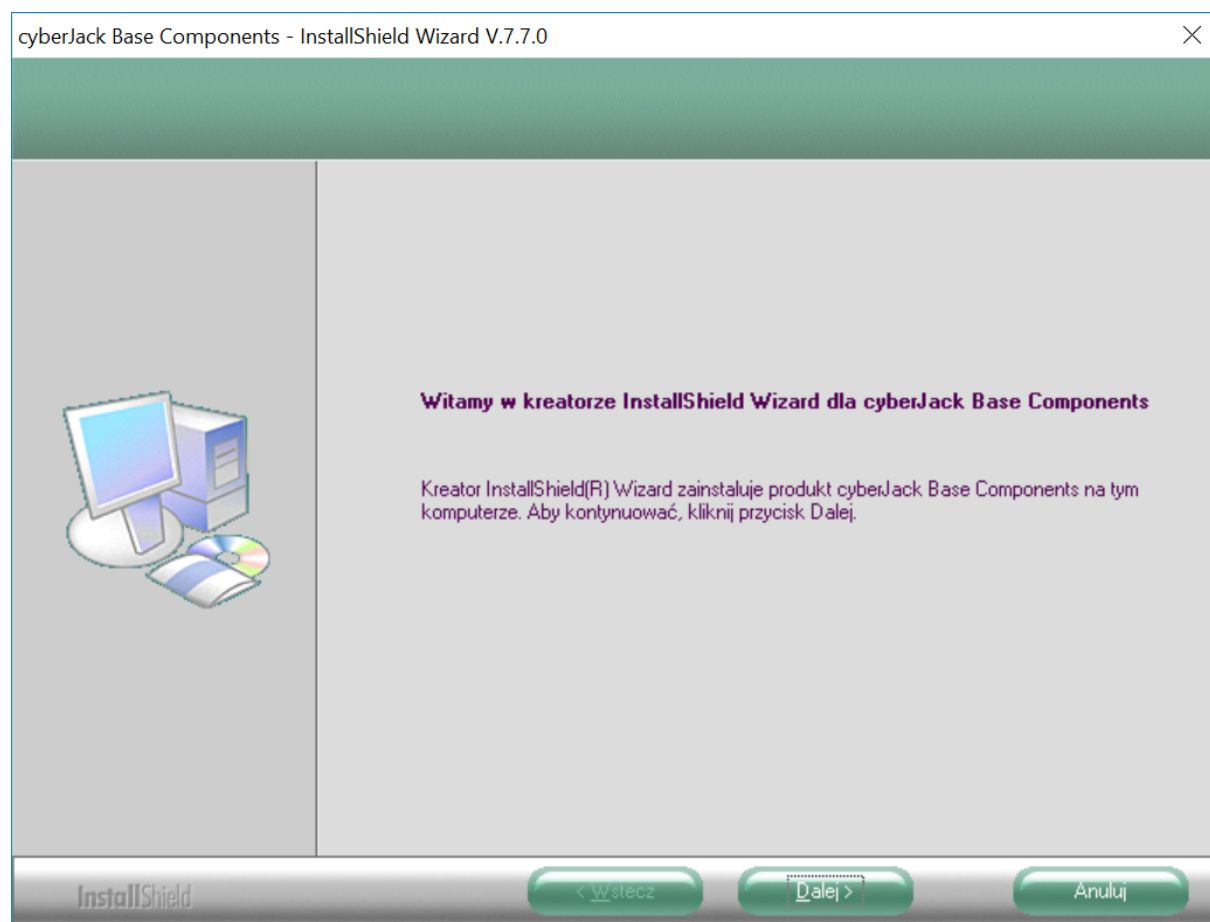 cyberJack Base Components - InstallShield Wizard V.7.7.0
Witamy w kreatorze InstallShield Wizard dla cyberJack Base Components
Kreator InstallShield(R) Wizard zainstaluje produkt cyberJack Base Components na tym
komputerze. Aby kontynuować, kliknij przycisk Dalej.
InstallShield
< Wstecz
Dalej >
Anuluj